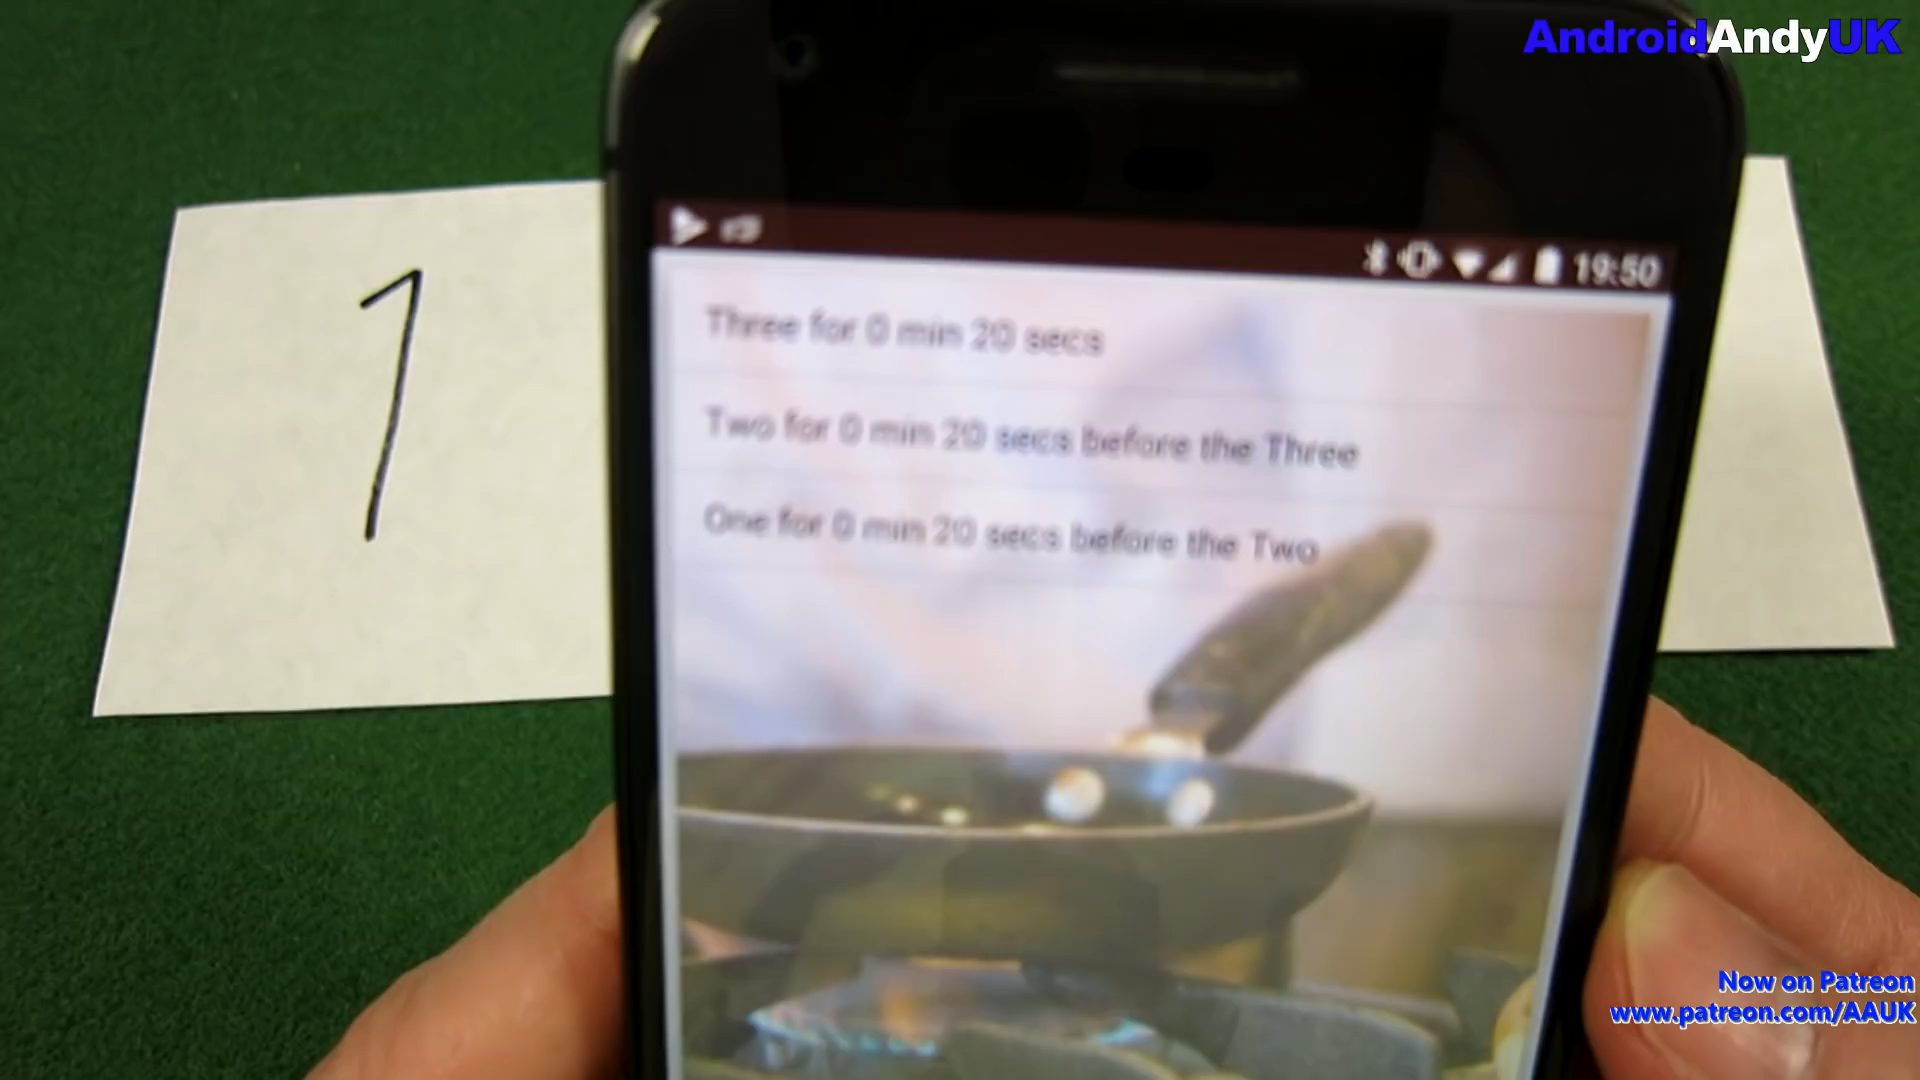 AndroidAndyUK
1
19:50
Three for 0 min 20 secs
Two for 0 min 20 secs before the Three
One for 0 min 20 secs before the Two
Now on Patreon
www.patreon.com/AAUK